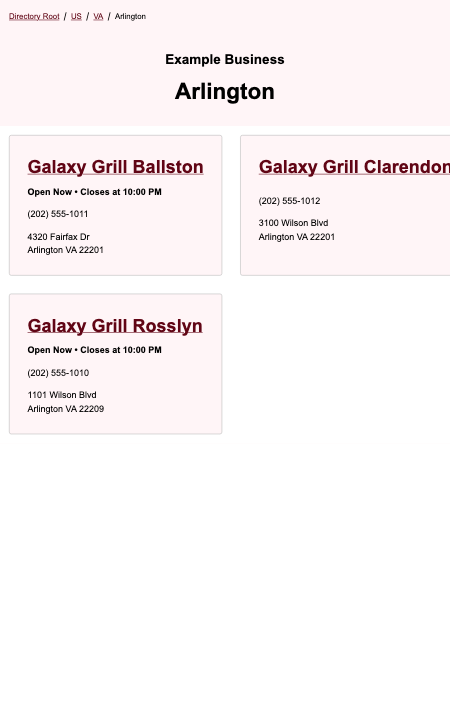 Directory Root / US / VA / Arlington
Example Business
Arlington
Galaxy Grill Ballston
Open Now • Closes at 10:00 PM
(202) 555-1011
4320 Fairfax Dr
Arlington VA 22201
Galaxy Grill Clarendon
(202) 555-1012
3100 Wilson Blvd
Arlington VA 22201
Galaxy Grill Rosslyn
Open Now • Closes at 10:00 PM
(202) 555-1010
1101 Wilson Blvd
Arlington VA 22209